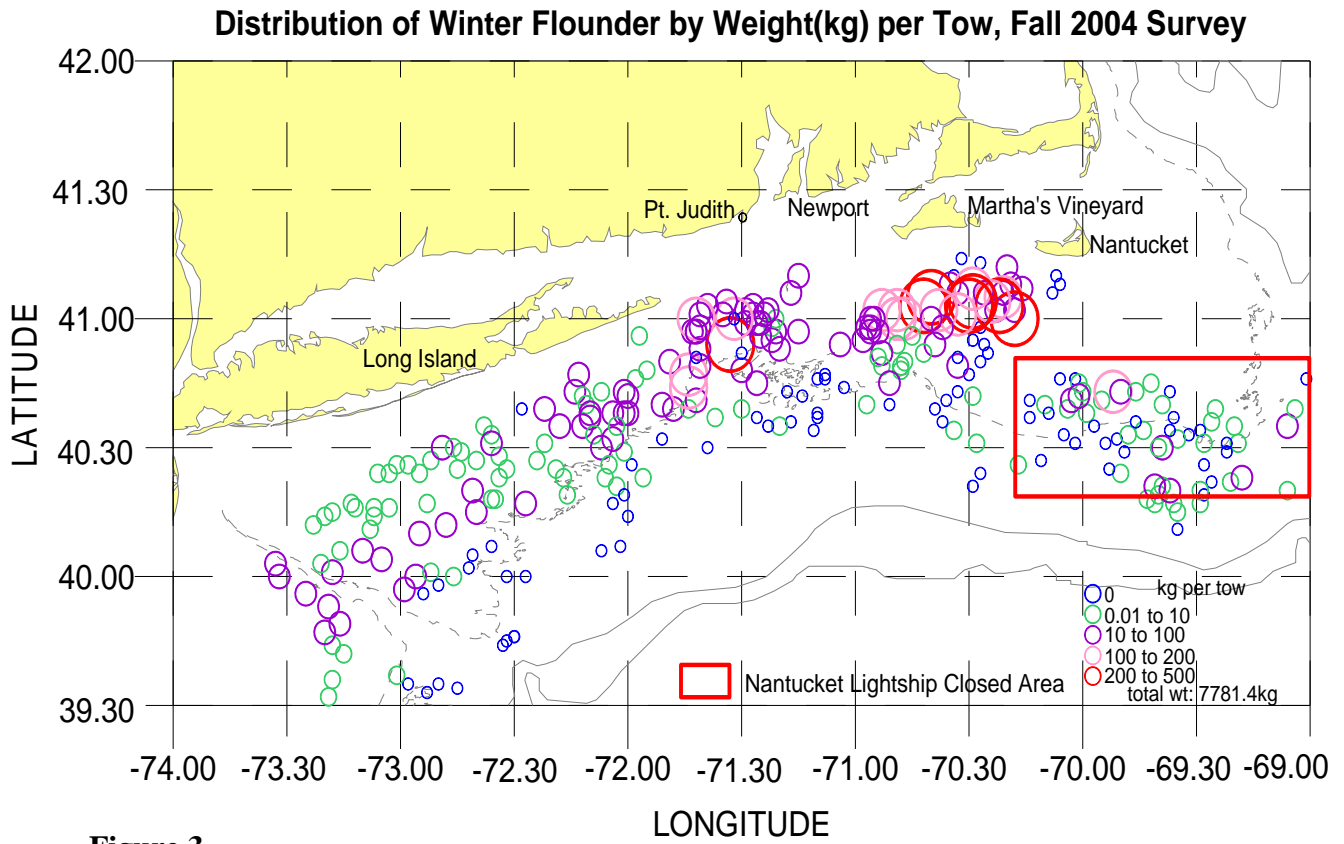 Distribution of Winter Flounder by Weight(kg) per Tow, Fall 2004 Survey
42.00
41.30
41.00
40.30
40.00
39.30
LATITUDE
Pt. Judith
Newport
Martha's Vineyard
Nantucket
Long Island
kg per tow
0
0.01 to 10
10 to 100
100 to 200
200 to 500
total wt: 7781.4kg
Nantucket Lightship Closed Area
-74.00 -73.30 -73.00 -72.30 -72.00 -71.30 -71.00 -70.30 -70.00 -69.30 -69.00
LONGITUDE
Figure 3